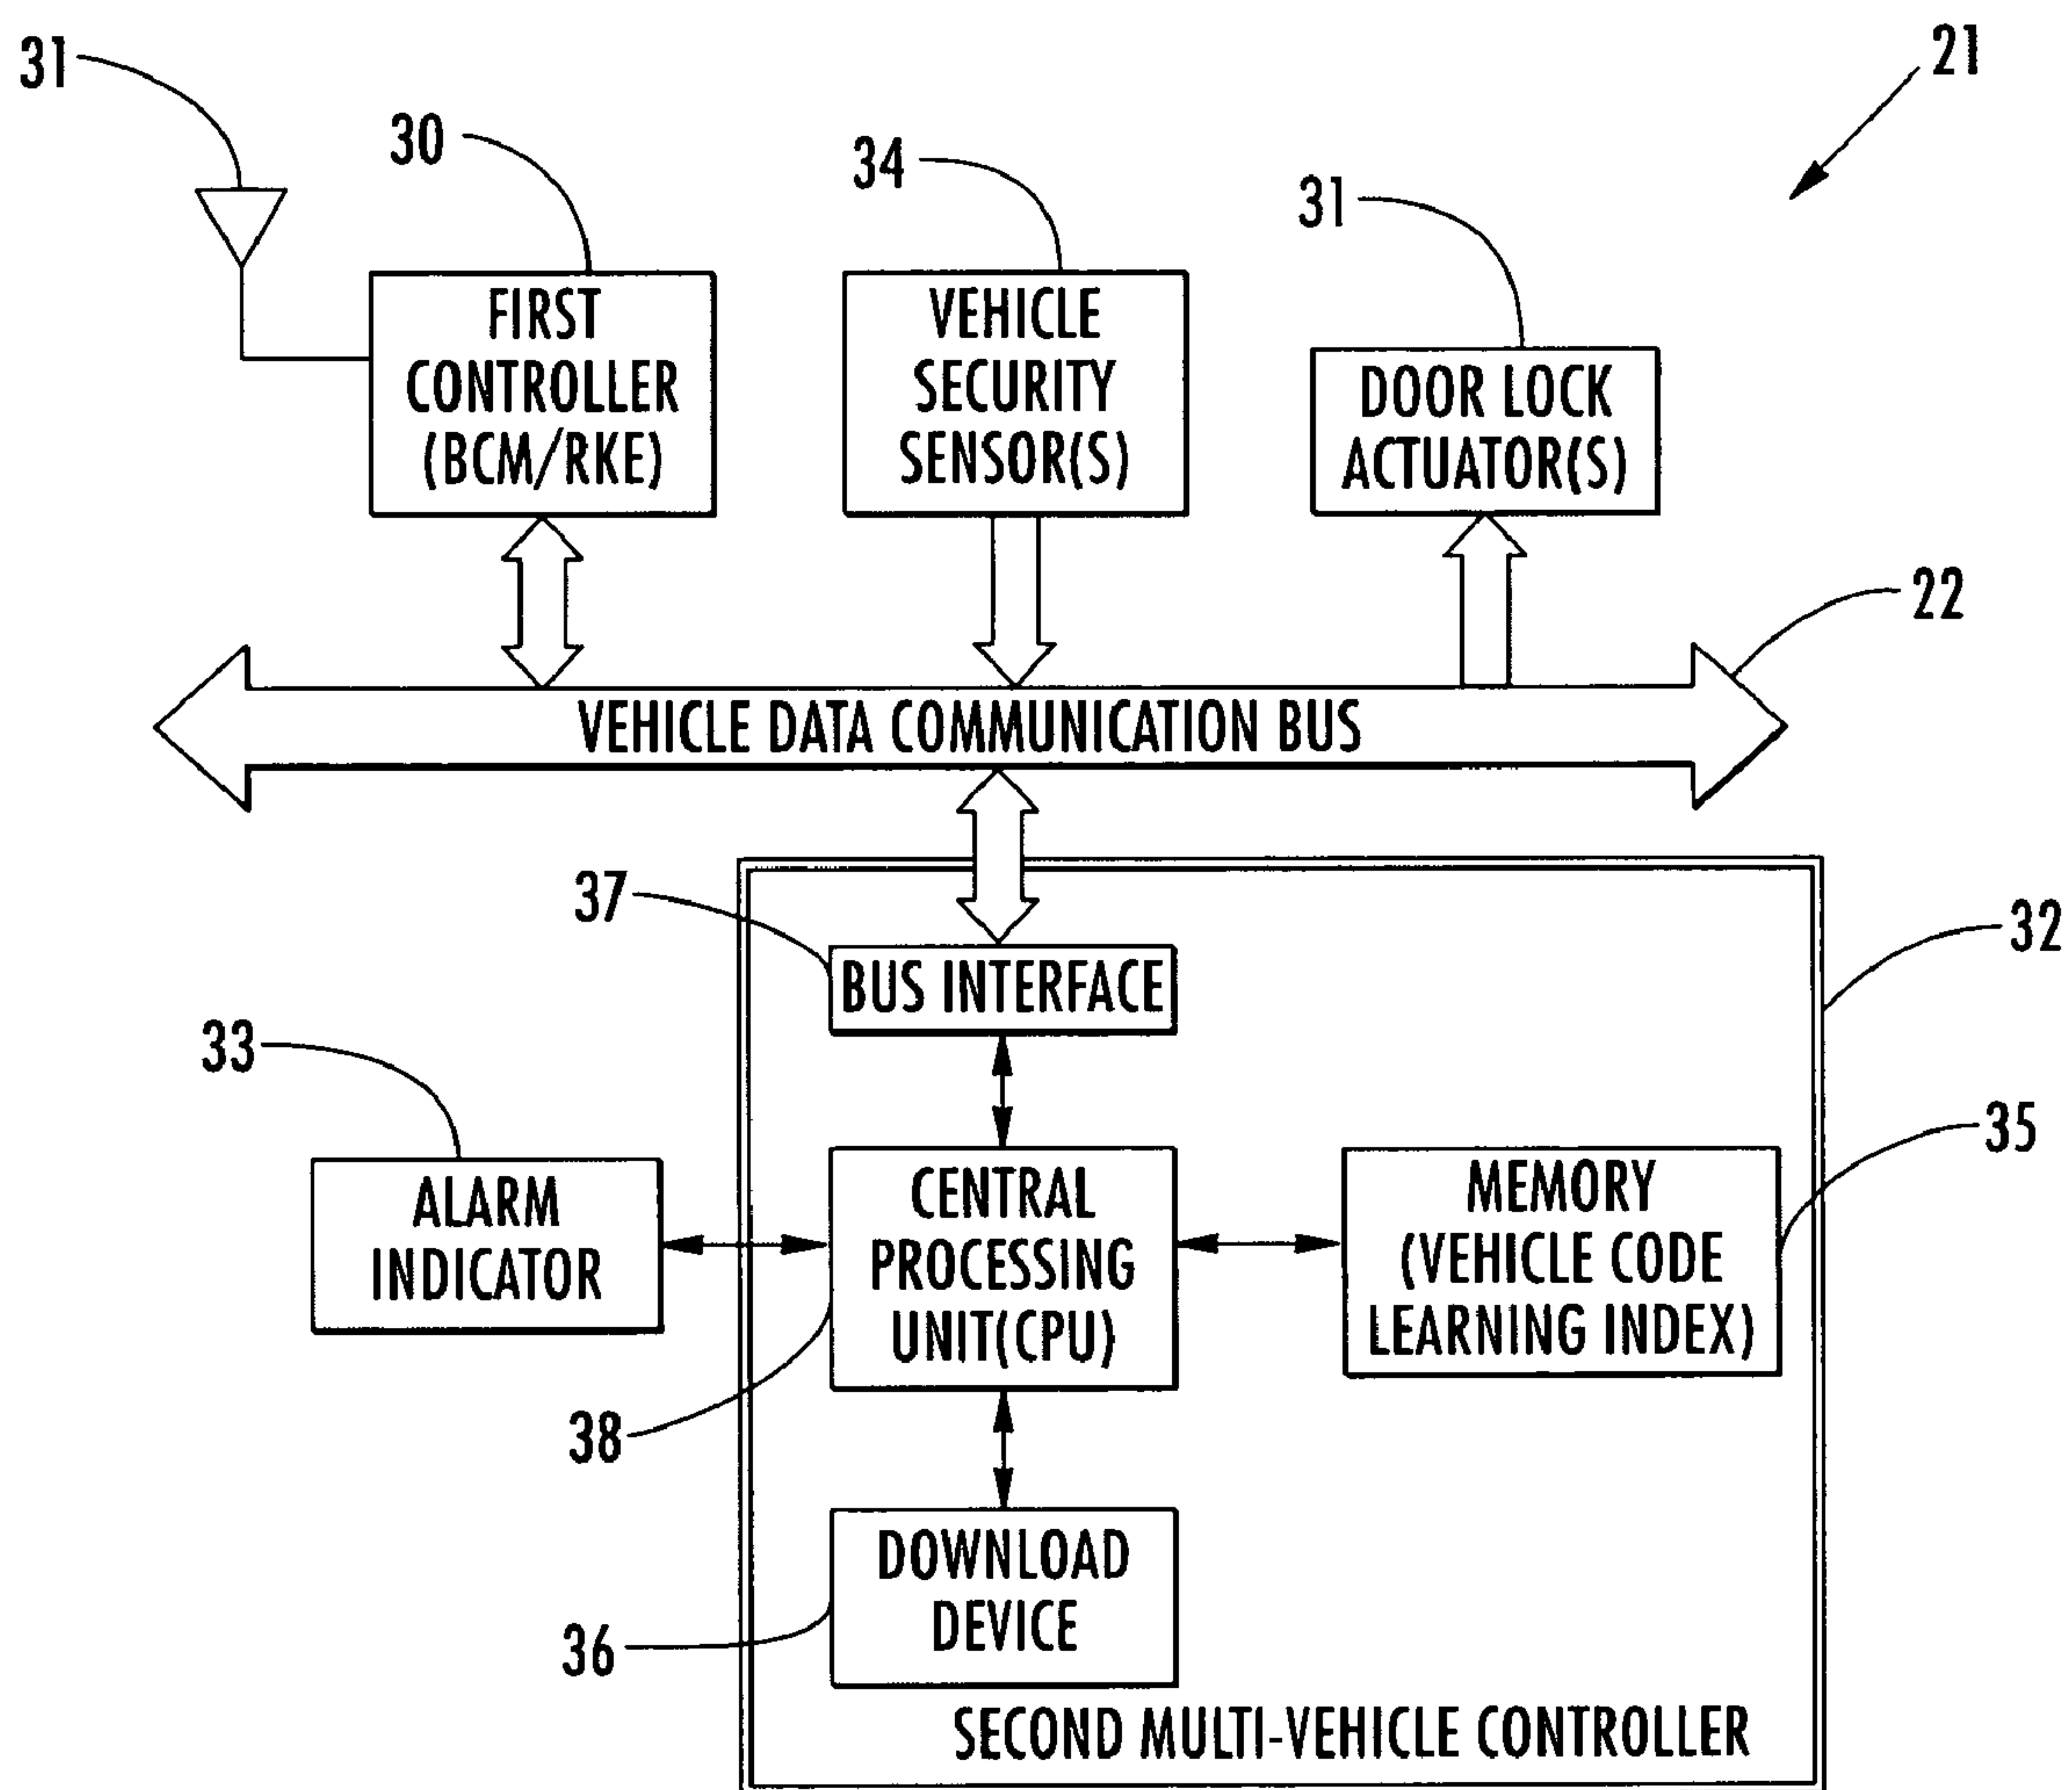 31
21
30
34
31
FIRST
CONTROLLER
(BCM/RKE)
VEHICLE
SECURITY
SENSOR(S)
DOOR LOCK
ACTUATOR(S)
22
VEHICLE DATA COMMUNICATION BUS
37
BUS INTERFACE
32
33
35
ALARM
INDICATOR
CENTRAL
PROCESSING
UNIT(CPU)
MEMORY
(VEHICLE CODE
LEARNING INDEX)
38
DOWNLOAD
DEVICE
36
SECOND MULTI-VEHICLE CONTROLLER